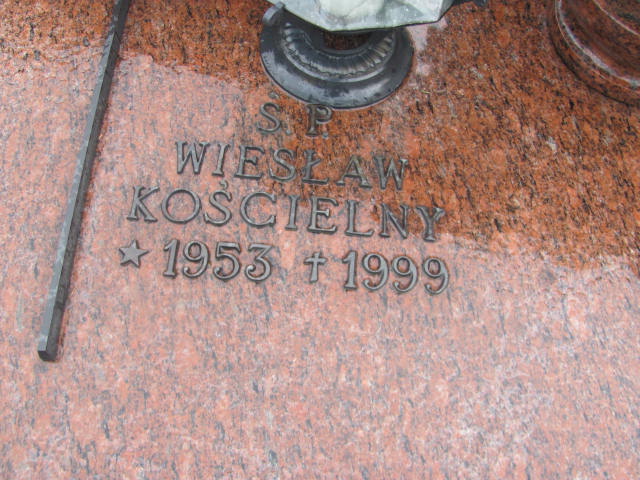 Ś. P.
WIESŁAW
KOŚCIELNY
★ 1953 † 1999